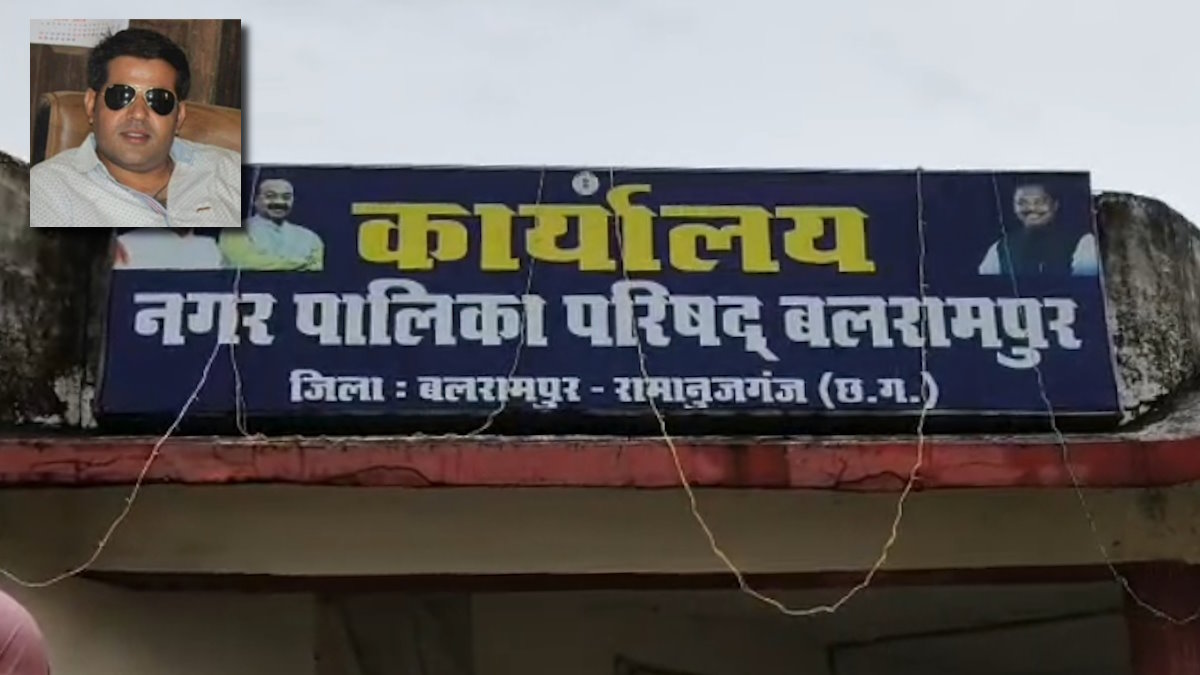 कार्यालय
नगर पालिका परिषद् बलरामपुर
जिला : बलरामपुर - रामानुजगंज (छ.ग.)